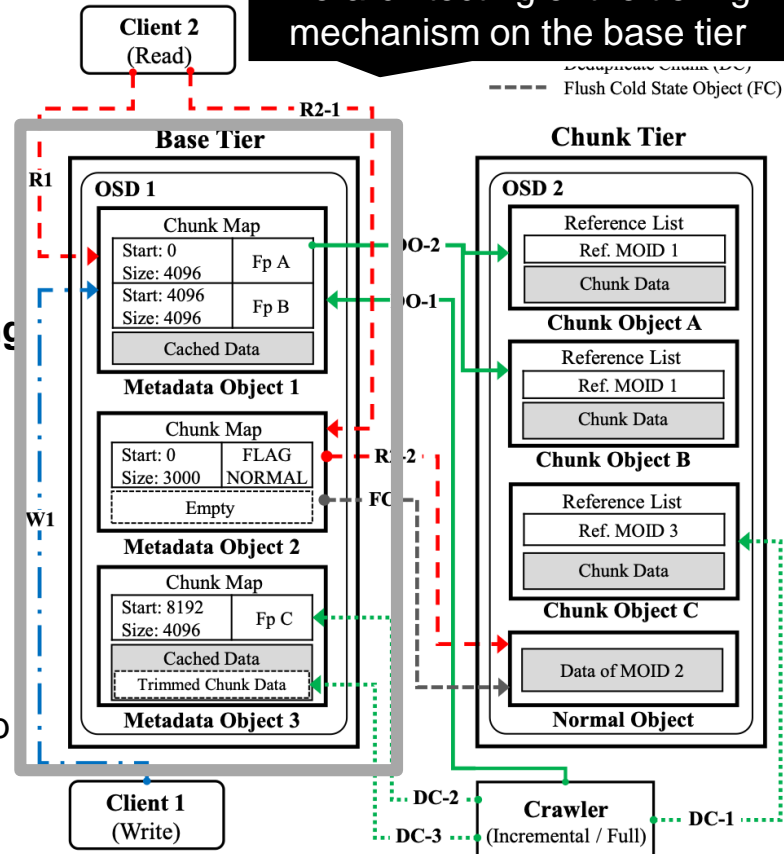 mechanism on the base tier
Client 2
(Read)
Flush Cold State Object (FC)
R2-1
Base Tier
Chunk Tier
R1
OSD 1
Chunk Map
Start: 0
Size: 4096
Fp A
Start: 4096
Size: 4096
Fp B
Cached Data
Metadata Object 1
Chunk Map
Start: 0
Size: 3000
FLAG
NORMAL
Empty
Metadata Object 2
Chunk Map
Start: 8192
Size: 4096
Fp C
Cached Data
Trimmed Chunk Data
Metadata Object 3
W1
DO-2
DO-1
R2-2
FC
OSD 2
Reference List
Ref. MOID 1
Chunk Data
Chunk Object A
Reference List
Ref. MOID 1
Chunk Data
Chunk Object B
Reference List
Ref. MOID 3
Chunk Data
Chunk Object C
Data of MOID 2
Normal Object
Client 1
(Write)
DC-2
DC-3
Crawler
(Incremental / Full)
DC-1